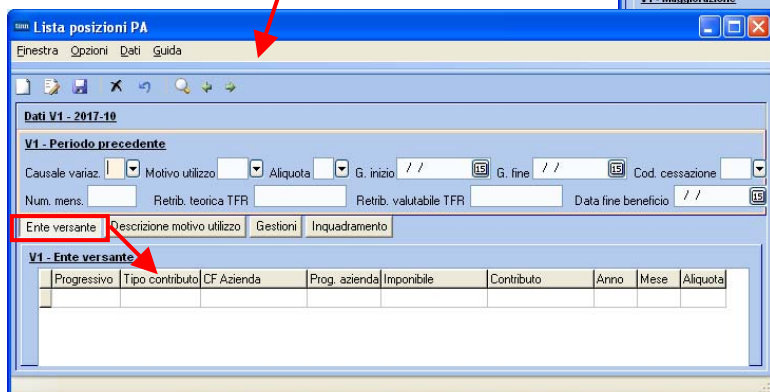 V1 - Maggiorazione
Lista posizioni PA
Finestra Opzioni Dati Guida
Dati V1 - 2017-10
V1 - Periodo precedente
Causale variaz. Motivo utilizzo Aliquota G. inizio / / 15 G. fine / / 15 Cod. cessazione
Num. mens. Retrib. teorica TFR Retrib. valutabile TFR Data fine beneficio / / 15
Ente versante Descrizione motivo utilizzo Gestioni Inquadramento
V1 - Ente versante
Progressivo Tipo contributo CF Azienda Prog. azienda Imponibile Contributo Anno Mese Aliquota